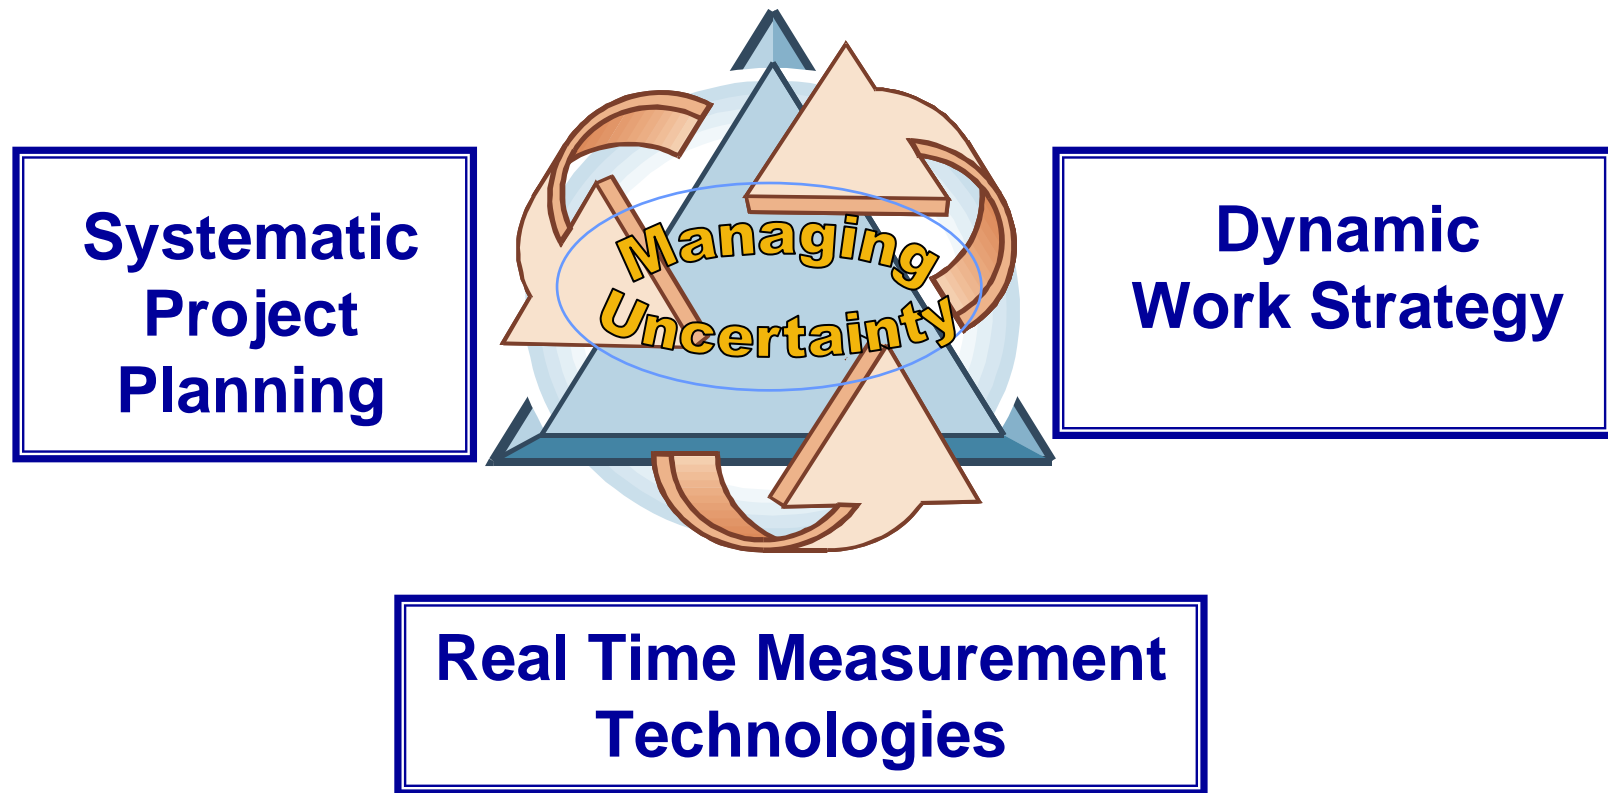 Managing
Uncertainty
Systematic
Project
Planning
Dynamic
Work Strategy
Real Time Measurement
Technologies